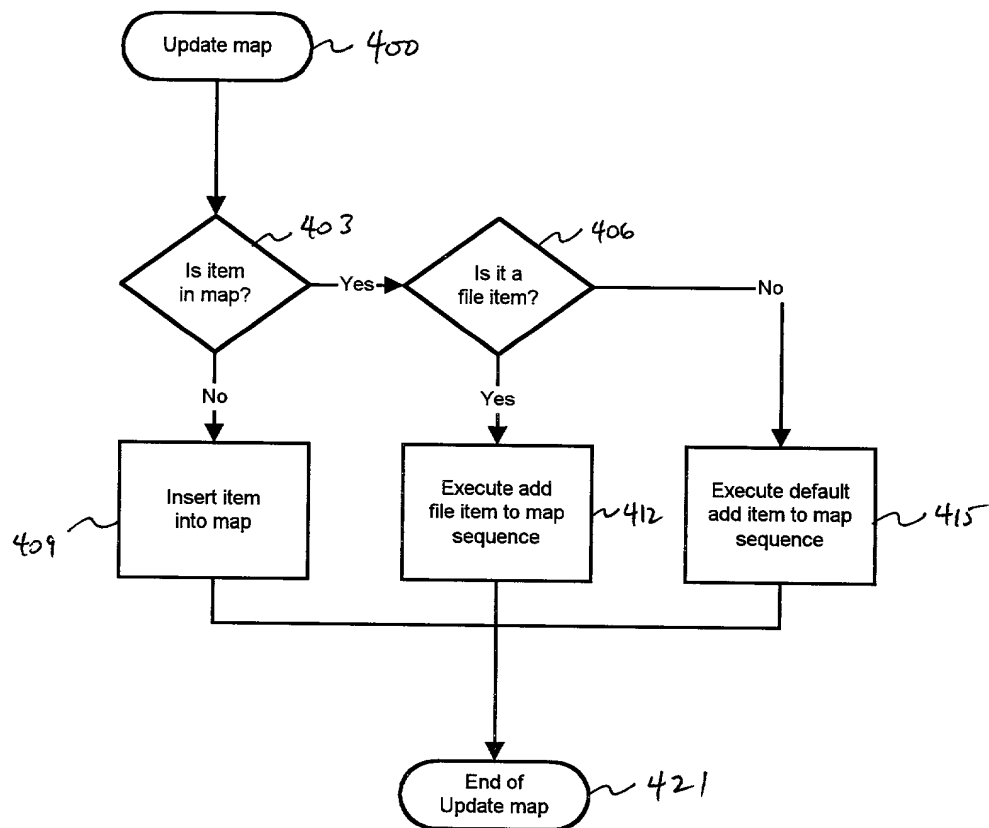 Update map
400
Is item
in map?
403
Yes
Is it a
file item?
406
No
No
Yes
Insert item
into map
409
Execute add
file item to map
sequence
412
Execute default
add item to map
sequence
415
End of
Update map
421